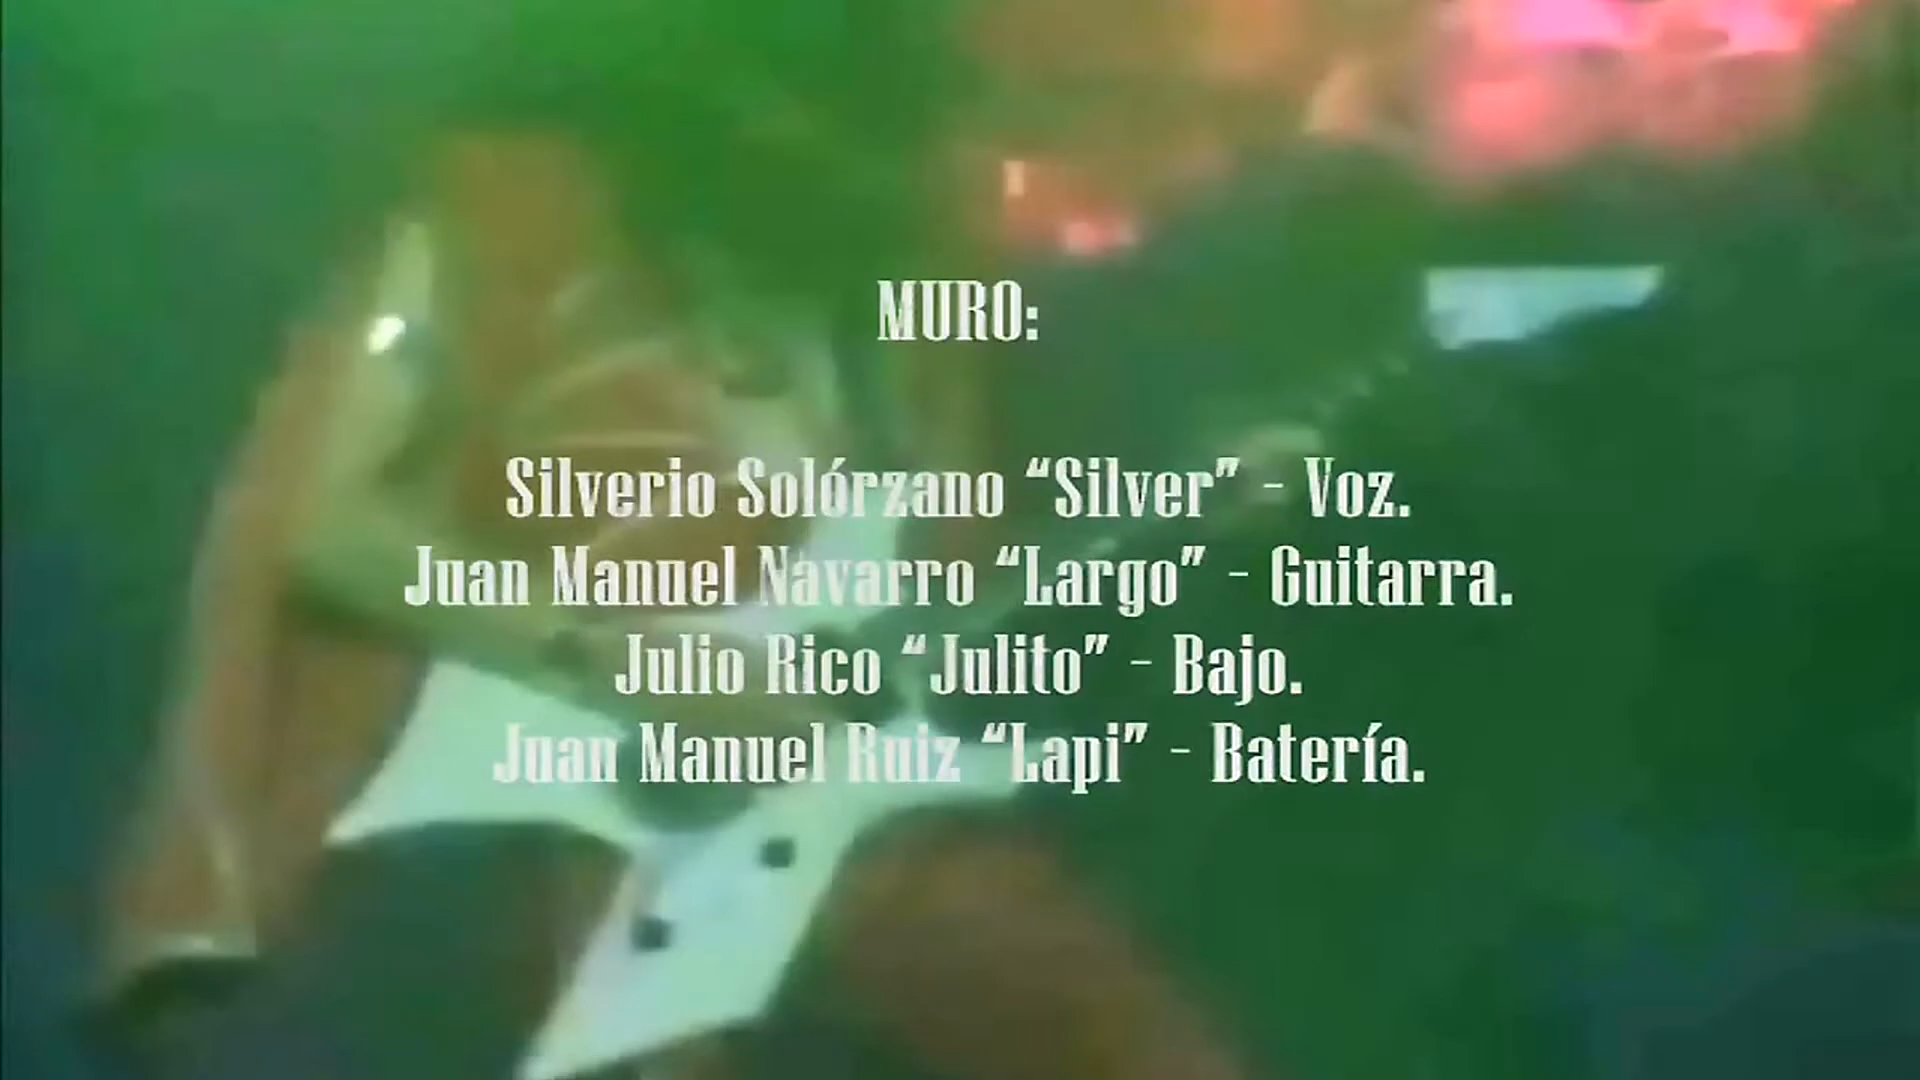 MURO:
Silverio Solórzano “Silver” - Voz.
Juan Manuel Navarro “Largo” - Guitarra.
Julio Rico “Julito” - Bajo.
Juan Manuel Ruiz “Lapi” - Batería.